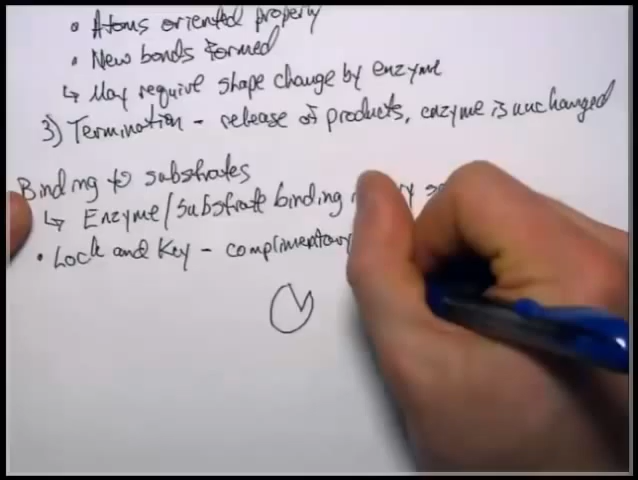 • Atoms oriented properly
• New bonds formed
↳ May require shape change by enzyme
3) Termination - release of products, enzyme is unchanged
Binding to substrates
↳ Enzyme/substrate binding
• Lock and Key - complimentary